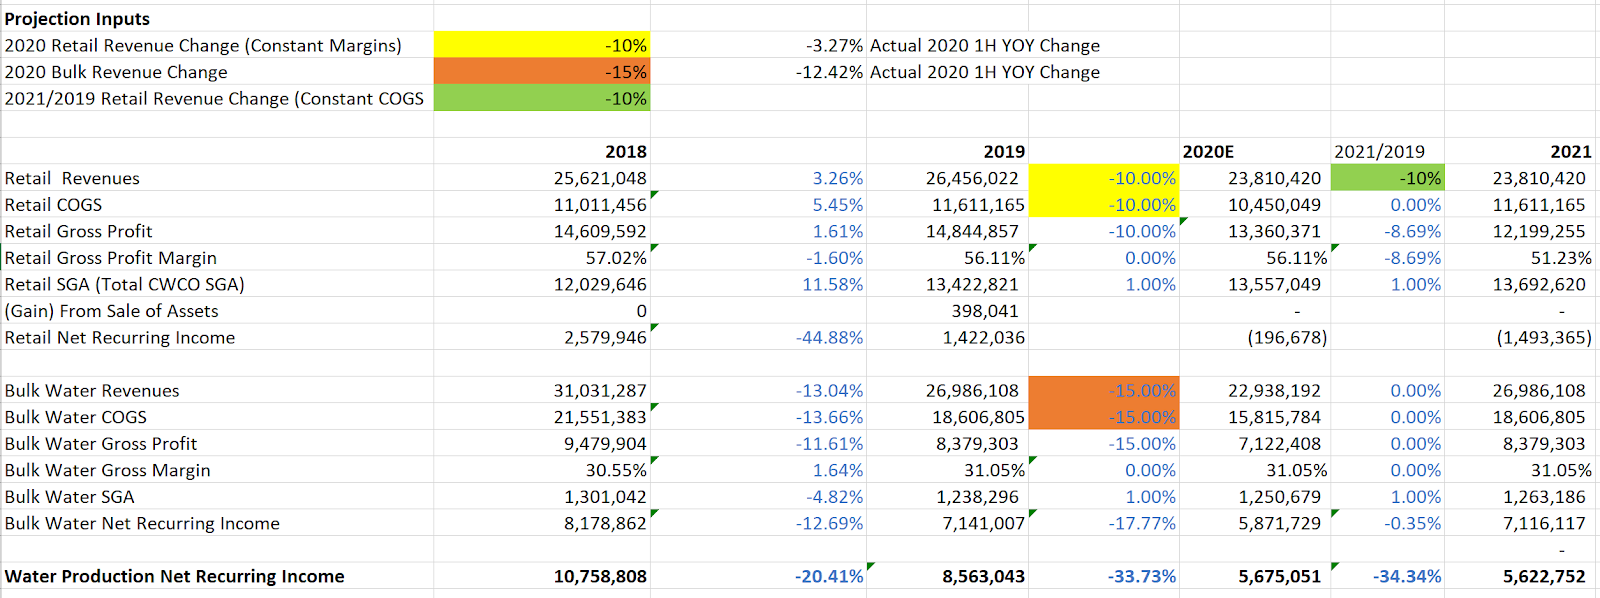 Projection Inputs
2020 Retail Revenue Change (Constant Margins) -10% -3.27% Actual 2020 1H YOY Change
2020 Bulk Revenue Change -15% -12.42% Actual 2020 1H YOY Change
2021/2019 Retail Revenue Change (Constant COGS -10%
2018 2019 2020E 2021/2019 2021
Retail Revenues 25,621,048 3.26% 26,456,022 -10.00% 23,810,420 -10% 23,810,420
Retail COGS 11,011,456 5.45% 11,611,165 -10.00% 10,450,049 0.00% 11,611,165
Retail Gross Profit 14,609,592 1.61% 14,844,857 -10.00% 13,360,371 -8.69% 12,199,255
Retail Gross Profit Margin 57.02% -1.60% 56.11% 0.00% 56.11% -8.69% 51.23%
Retail SGA (Total CWCO SGA) 12,029,646 11.58% 13,422,821 1.00% 13,557,049 1.00% 13,692,620
(Gain) From Sale of Assets 0 398,041 - -
Retail Net Recurring Income 2,579,946 -44.88% 1,422,036 (196,678) (1,493,365)
Bulk Water Revenues 31,031,287 -13.04% 26,986,108 -15.00% 22,938,192 0.00% 26,986,108
Bulk Water COGS 21,551,383 -13.66% 18,606,805 -15.00% 15,815,784 0.00% 18,606,805
Bulk Water Gross Profit 9,479,904 -11.61% 8,379,303 -15.00% 7,122,408 0.00% 8,379,303
Bulk Water Gross Margin 30.55% 1.64% 31.05% 0.00% 31.05% 0.00% 31.05%
Bulk Water SGA 1,301,042 -4.82% 1,238,296 1.00% 1,250,679 1.00% 1,263,186
Bulk Water Net Recurring Income 8,178,862 -12.69% 7,141,007 -17.77% 5,871,729 -0.35% 7,116,117
-
Water Production Net Recurring Income 10,758,808 -20.41% 8,563,043 -33.73% 5,675,051 -34.34% 5,622,752